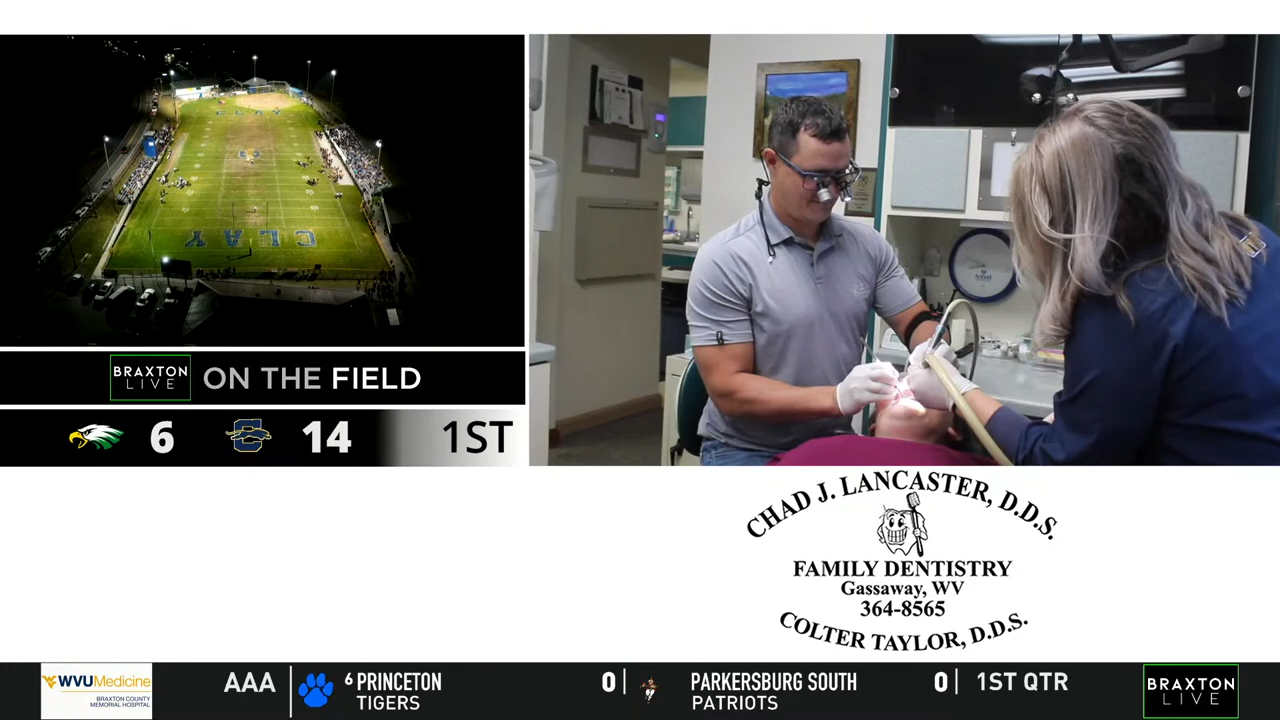 CLAY
CLAY
BRAXTON
LIVE
ON THE FIELD
6
14
1ST
CHAD J. LANCASTER, D.D.S.
FAMILY DENTISTRY
Gassaway, WV
364-8565
COLTER TAYLOR, D.D.S.
WVUMedicine
BRAXTON COUNTY
MEMORIAL HOSPITAL
AAA
6 PRINCETON
TIGERS
0
PARKERSBURG SOUTH
PATRIOTS
0
1ST QTR
BRAXTON
LIVE